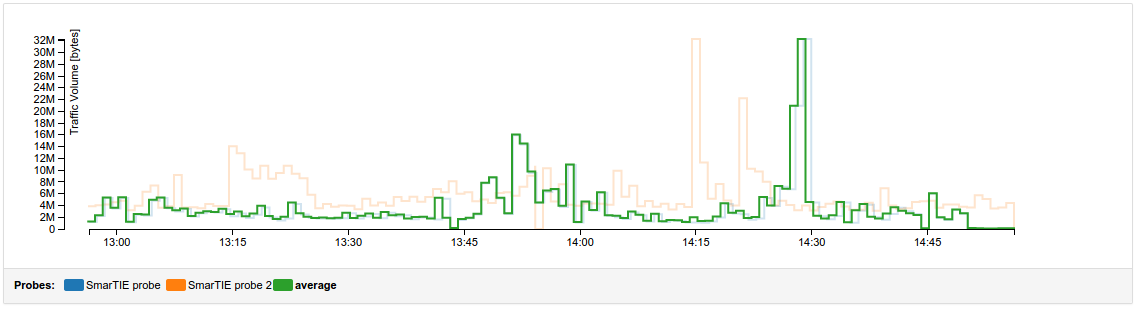 Traffic Volume [bytes]
32M
30M
28M
26M
24M
22M
20M
18M
16M
14M
12M
10M
8M
6M
4M
2M
0
13:00 13:15 13:30 13:45 14:00 14:15 14:30 14:45
Probes: SmarTIE probe SmarTIE probe 2 average